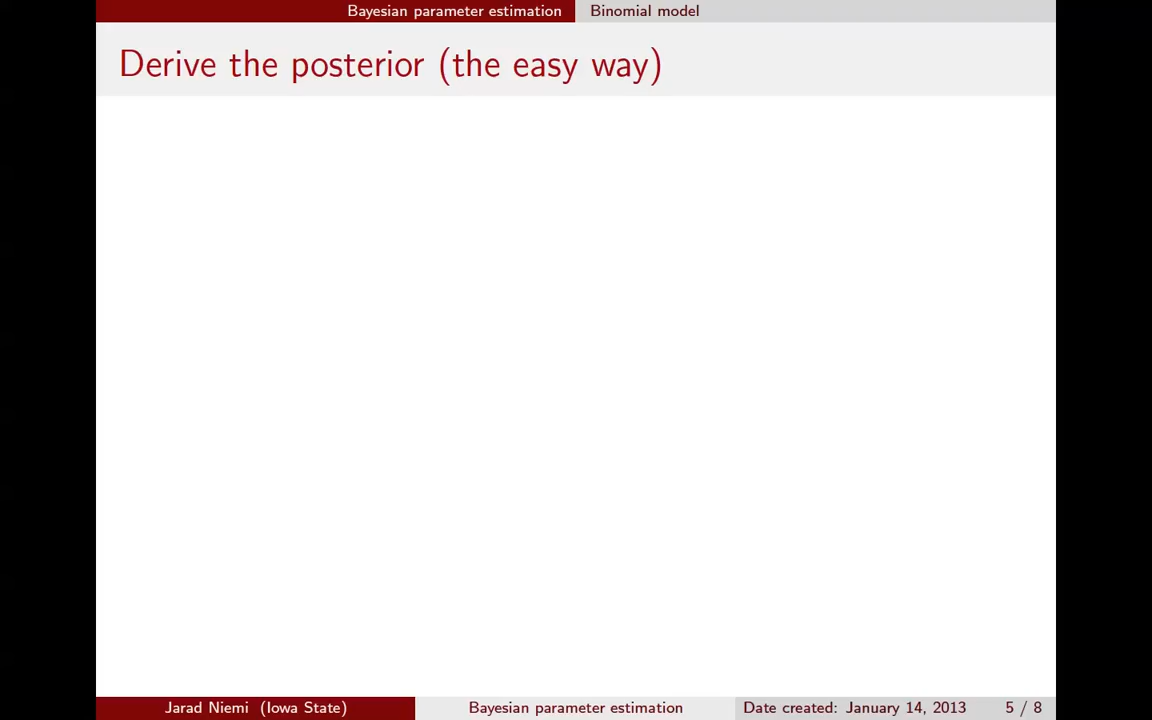 Bayesian parameter estimation Binomial model
Derive the posterior (the easy way)
Jarad Niemi (Iowa State) Bayesian parameter estimation Date created: January 14, 2013 5 / 8